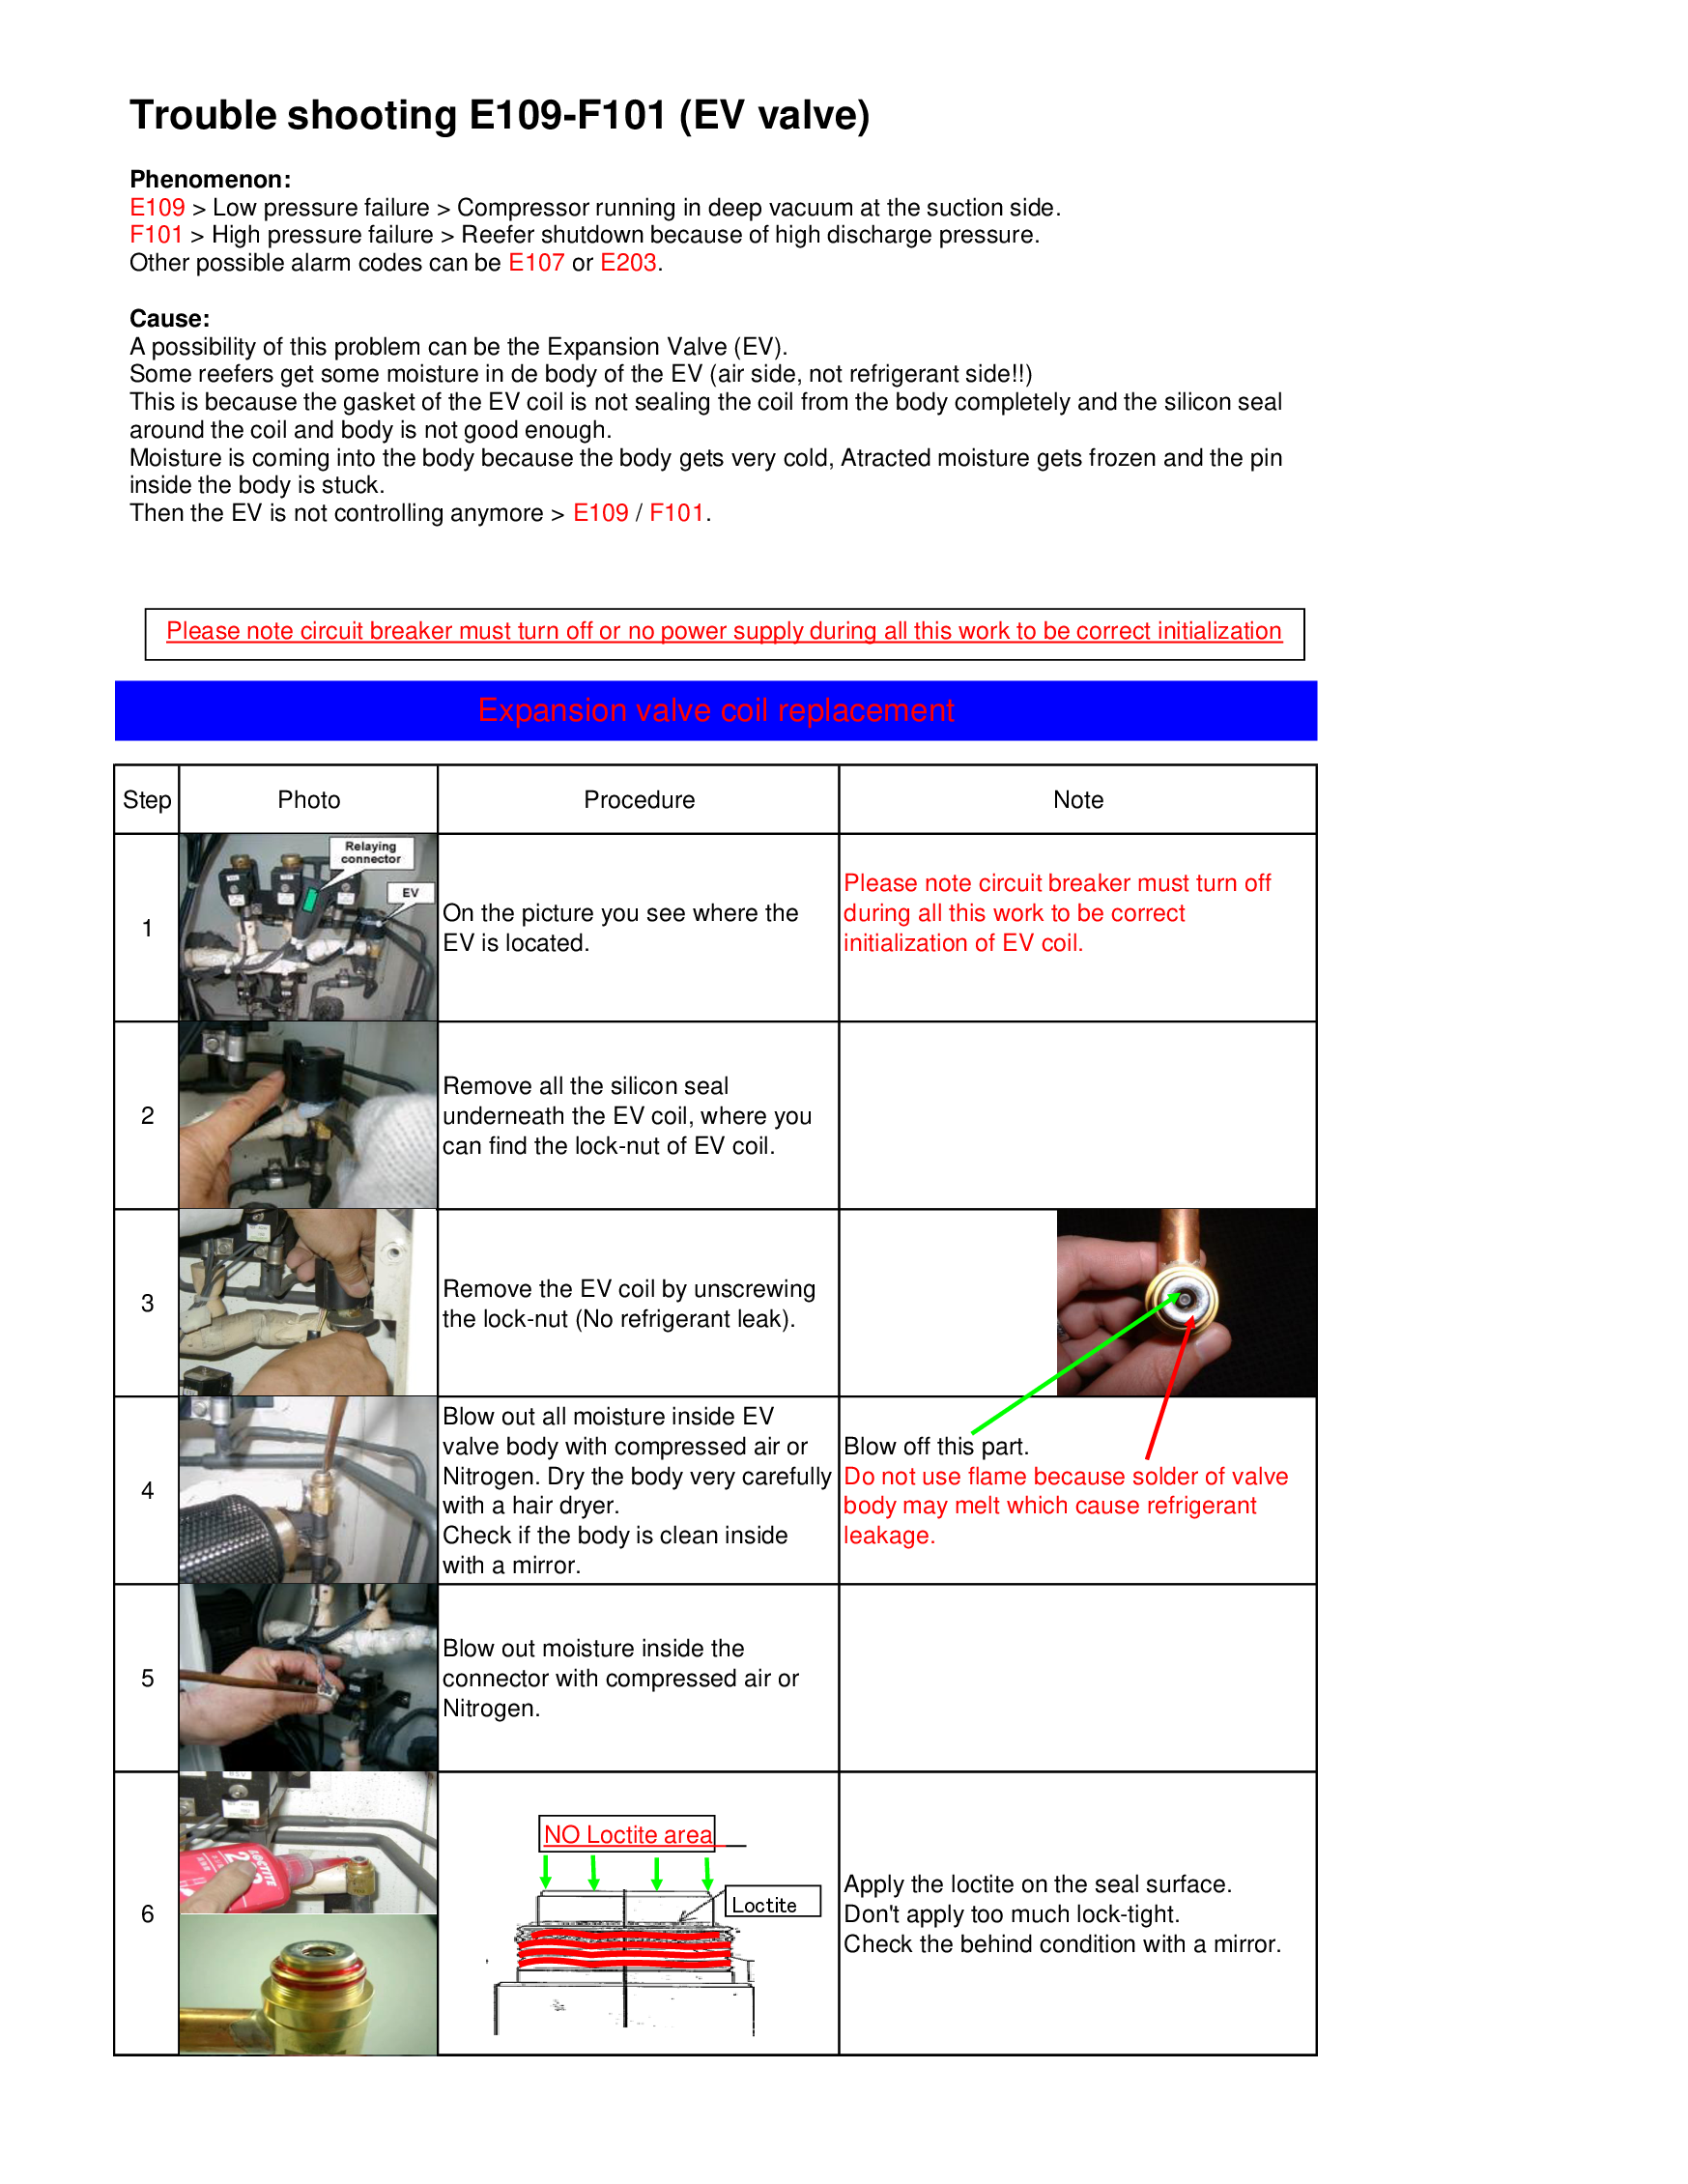 Trouble shooting E109-F101 (EV valve)
Phenomenon:
E109 > Low pressure failure > Compressor running in deep vacuum at the suction side.
F101 > High pressure failure > Reefer shutdown because of high discharge pressure.
Other possible alarm codes can be E107 or E203.
Cause:
A possibility of this problem can be the Expansion Valve (EV).
Some reefers get some moisture in de body of the EV (air side, not refrigerant side!!)
This is because the gasket of the EV coil is not sealing the coil from the body completely and the silicon seal
around the coil and body is not good enough.
Moisture is coming into the body because the body gets very cold, Atracted moisture gets frozen and the pin
inside the body is stuck.
Then the EV is not controlling anymore > E109 / F101.
Please note circuit breaker must turn off or no power supply during all this work to be correct initialization
Expansion valve coil replacement
Step Photo Procedure Note
1
Relaying
connector
EV
On the picture you see where the
EV is located.
Please note circuit breaker must turn off
during all this work to be correct
initialization of EV coil.
2
Remove all the silicon seal
underneath the EV coil, where you
can find the lock-nut of EV coil.
3
Remove the EV coil by unscrewing
the lock-nut (No refrigerant leak).
4
Blow out all moisture inside EV
valve body with compressed air or
Nitrogen. Dry the body very carefully
with a hair dryer.
Check if the body is clean inside
with a mirror.
Blow off this part.
Do not use flame because solder of valve
body may melt which cause refrigerant
leakage.
5
Blow out moisture inside the
connector with compressed air or
Nitrogen.
6
LOCTITE
NO Loctite area
Loctite
Apply the loctite on the seal surface.
Don't apply too much lock-tight.
Check the behind condition with a mirror.